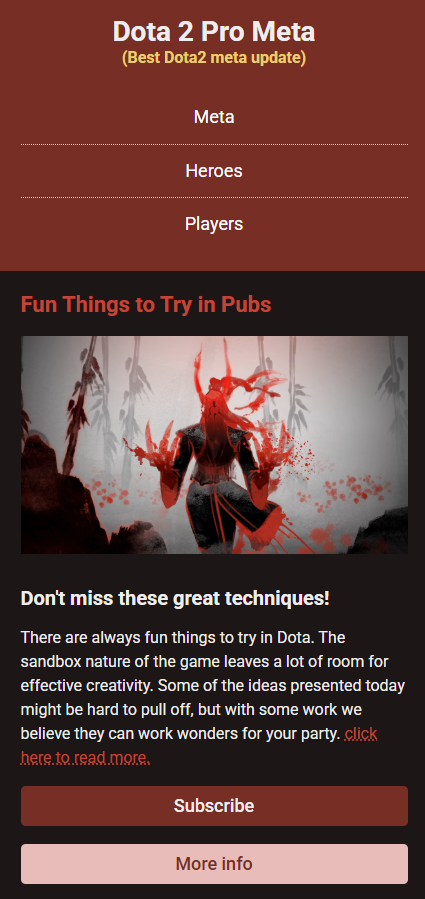 Dota 2 Pro Meta
(Best Dota2 meta update)
Meta
Heroes
Players
Fun Things to Try in Pubs
Don't miss these great techniques!
There are always fun things to try in Dota. The
sandbox nature of the game leaves a lot of room for
effective creativity. Some of the ideas presented today
might be hard to pull off, but with some work we
believe they can work wonders for your party. click
here to read more.
Subscribe
More info